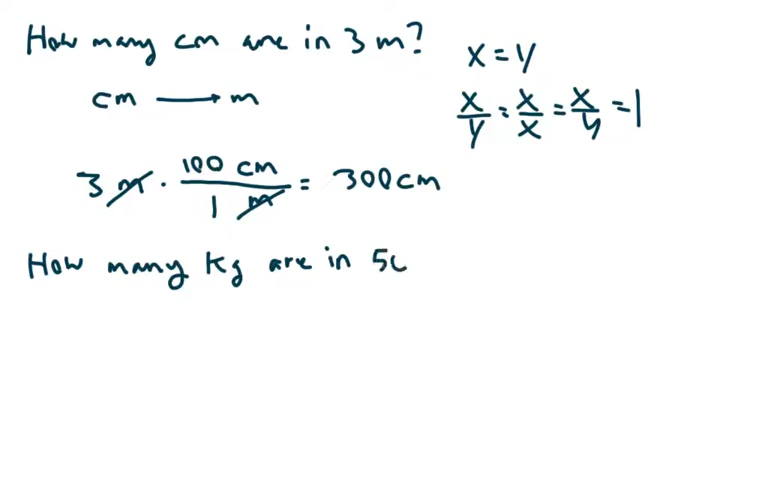 How many cm are in 3 m?
x = y
cm → m
x/y = x/x = x/y = 1
3 m · 100 cm / 1 m = 300 cm
How many kg are in 50